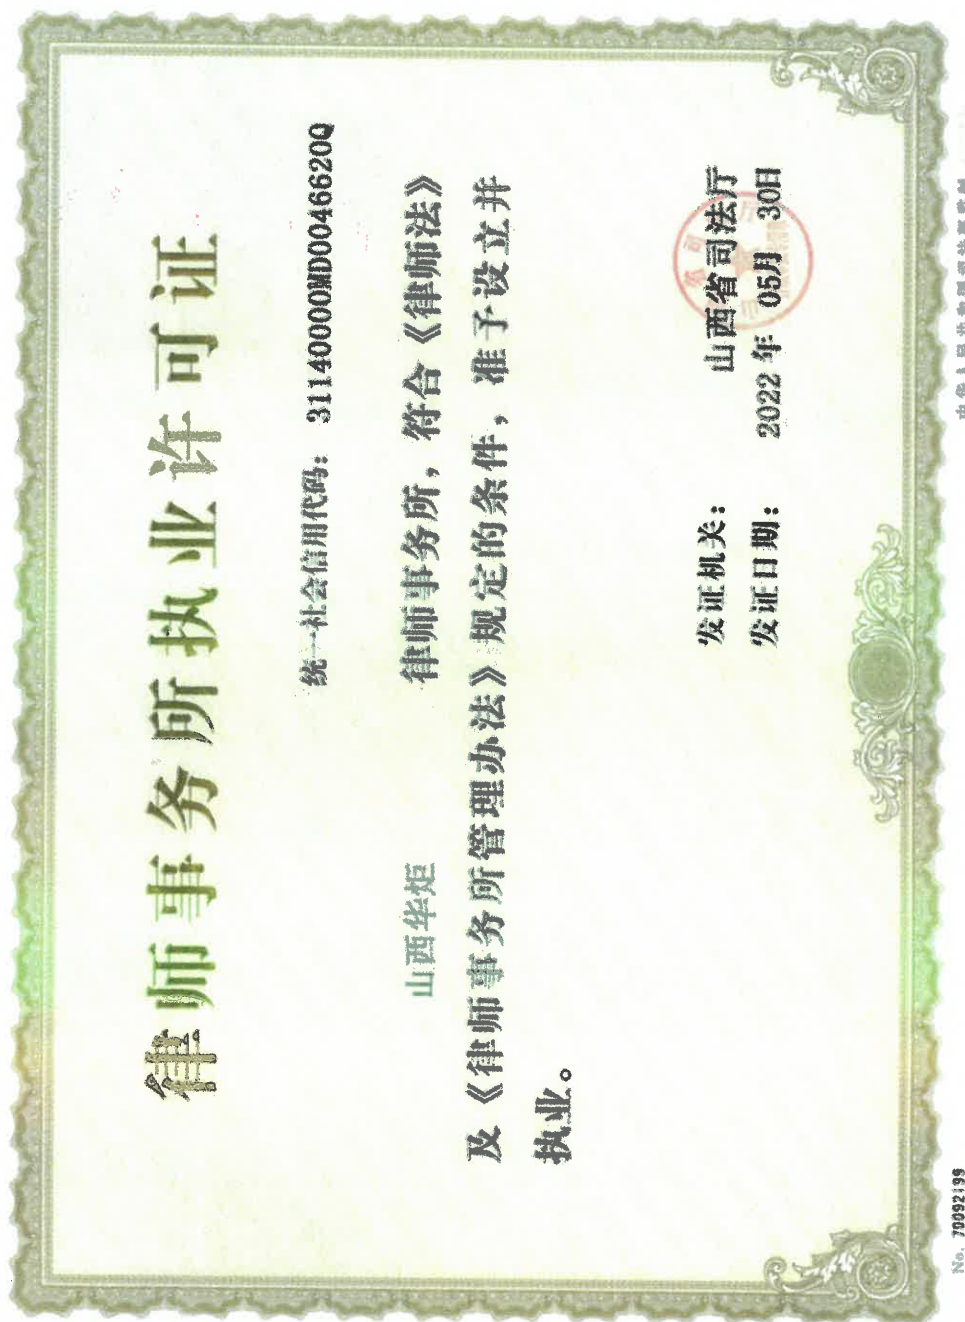 律师事务所执业许可证
统一社会信用代码： 31140000MD0046620Q
山西华炬 律师事务所，符合《律师法》
及《律师事务所管理办法》规定的条件，准予设立并
执业。
发证机关： 山西省司法厅
发证日期： 2022 年 05月 30日
No. 70092199